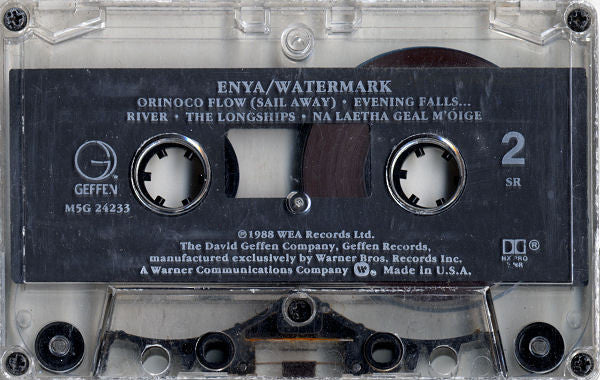 ENYA/WATERMARK
ORINOCO FLOW (SAIL AWAY) • EVENING FALLS...
RIVER • THE LONGSHIPS • NA LAETHA GEAL M'ÓIGE
GEFFEN
M5G 24233
2
SR
℗1988 WEA Records Ltd.
The David Geffen Company, Geffen Records,
manufactured exclusively by Warner Bros. Records Inc.
A Warner Communications Company ® Made in U.S.A.
®
HX PRO